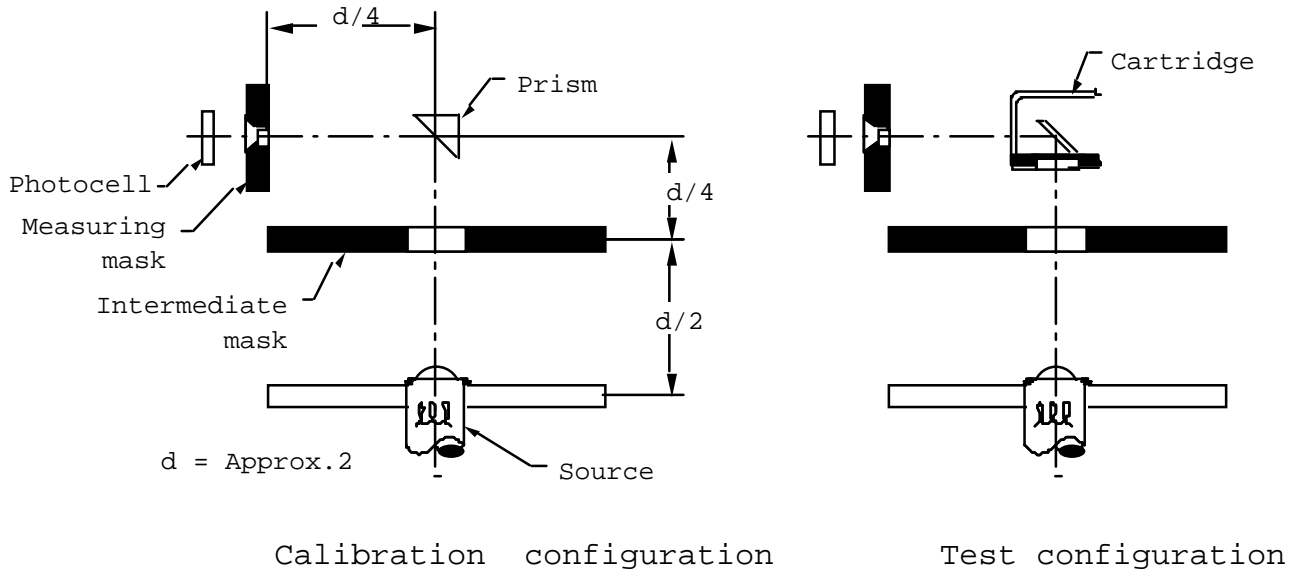 d/4
Prism
Cartridge
Photocell
d/4
Measuring
mask
Intermediate
mask
d/2
d = Approx.2
Source
Calibration configuration
Test configuration